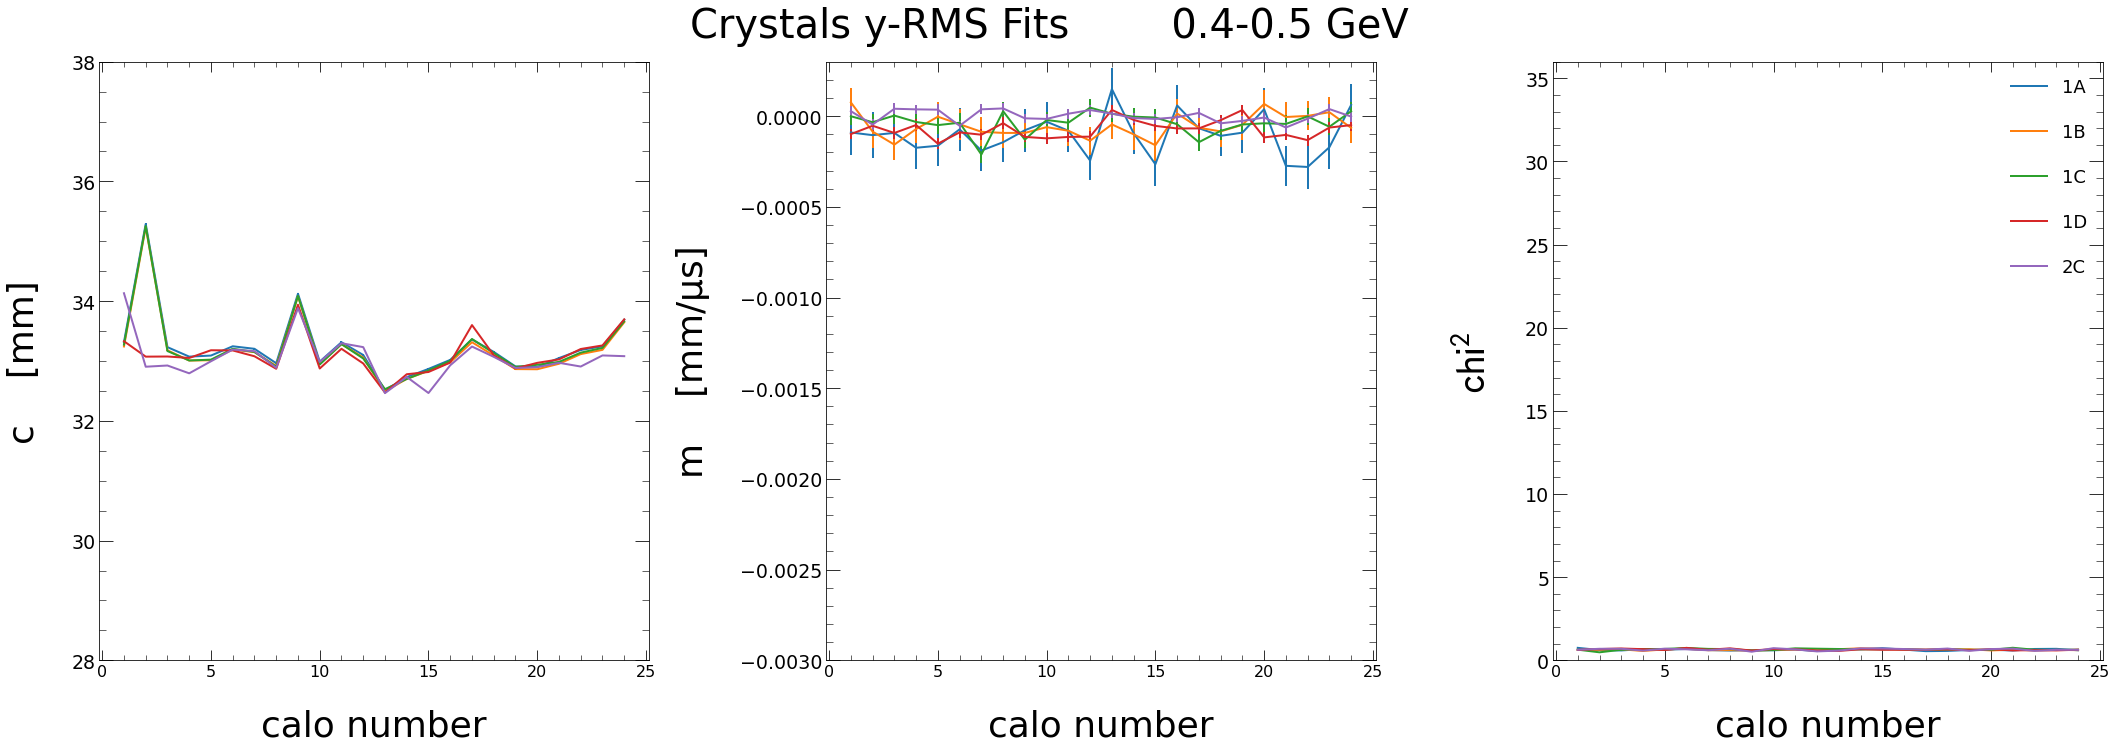 Crystals y-RMS Fits 0.4-0.5 GeV
38
36
34
32
30
28
0 5 10 15 20 25
c [mm]
calo number
0.0000
−0.0005
−0.0010
−0.0015
−0.0020
−0.0025
−0.0030
0 5 10 15 20 25
m [mm/μs]
calo number
35
30
25
20
15
10
5
0
0 5 10 15 20 25
chi²
calo number
1A
1B
1C
1D
2C